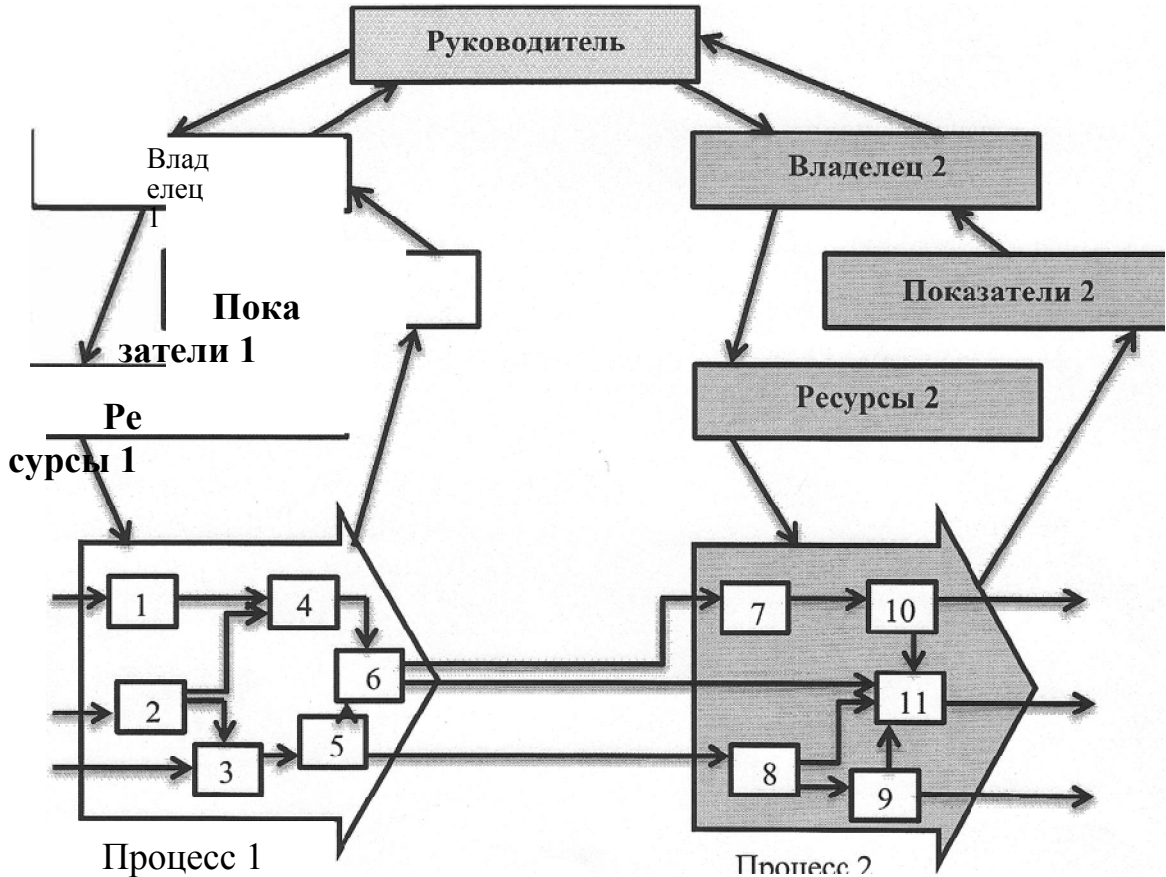 Руководитель
Влад
елец
1
Владелец 2
Пока
затели 1
Показатели 2
Ре
сурсы 1
Ресурсы 2
1
4
7
10
2
6
11
3
5
8
9
Процесс 1
Процесс 2